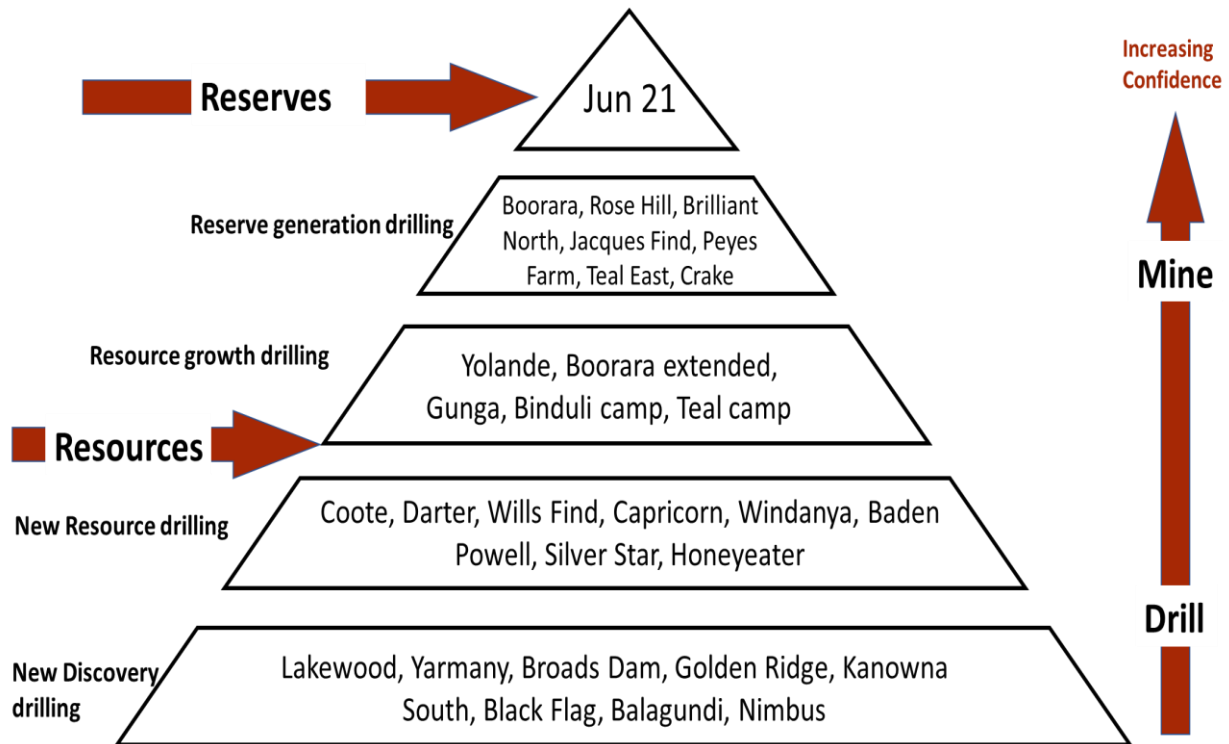 Increasing
Confidence
Reserves
Jun 21
Reserve generation drilling
Boorara, Rose Hill, Brilliant
North, Jacques Find, Peyes
Farm, Teal East, Crake
Mine
Resource growth drilling
Yolande, Boorara extended,
Gunga, Binduli camp, Teal camp
Resources
New Resource drilling
Coote, Darter, Wills Find, Capricorn, Windanya, Baden
Powell, Silver Star, Honeyeater
Drill
New Discovery
drilling
Lakewood, Yarmany, Broads Dam, Golden Ridge, Kanowna
South, Black Flag, Balagundi, Nimbus